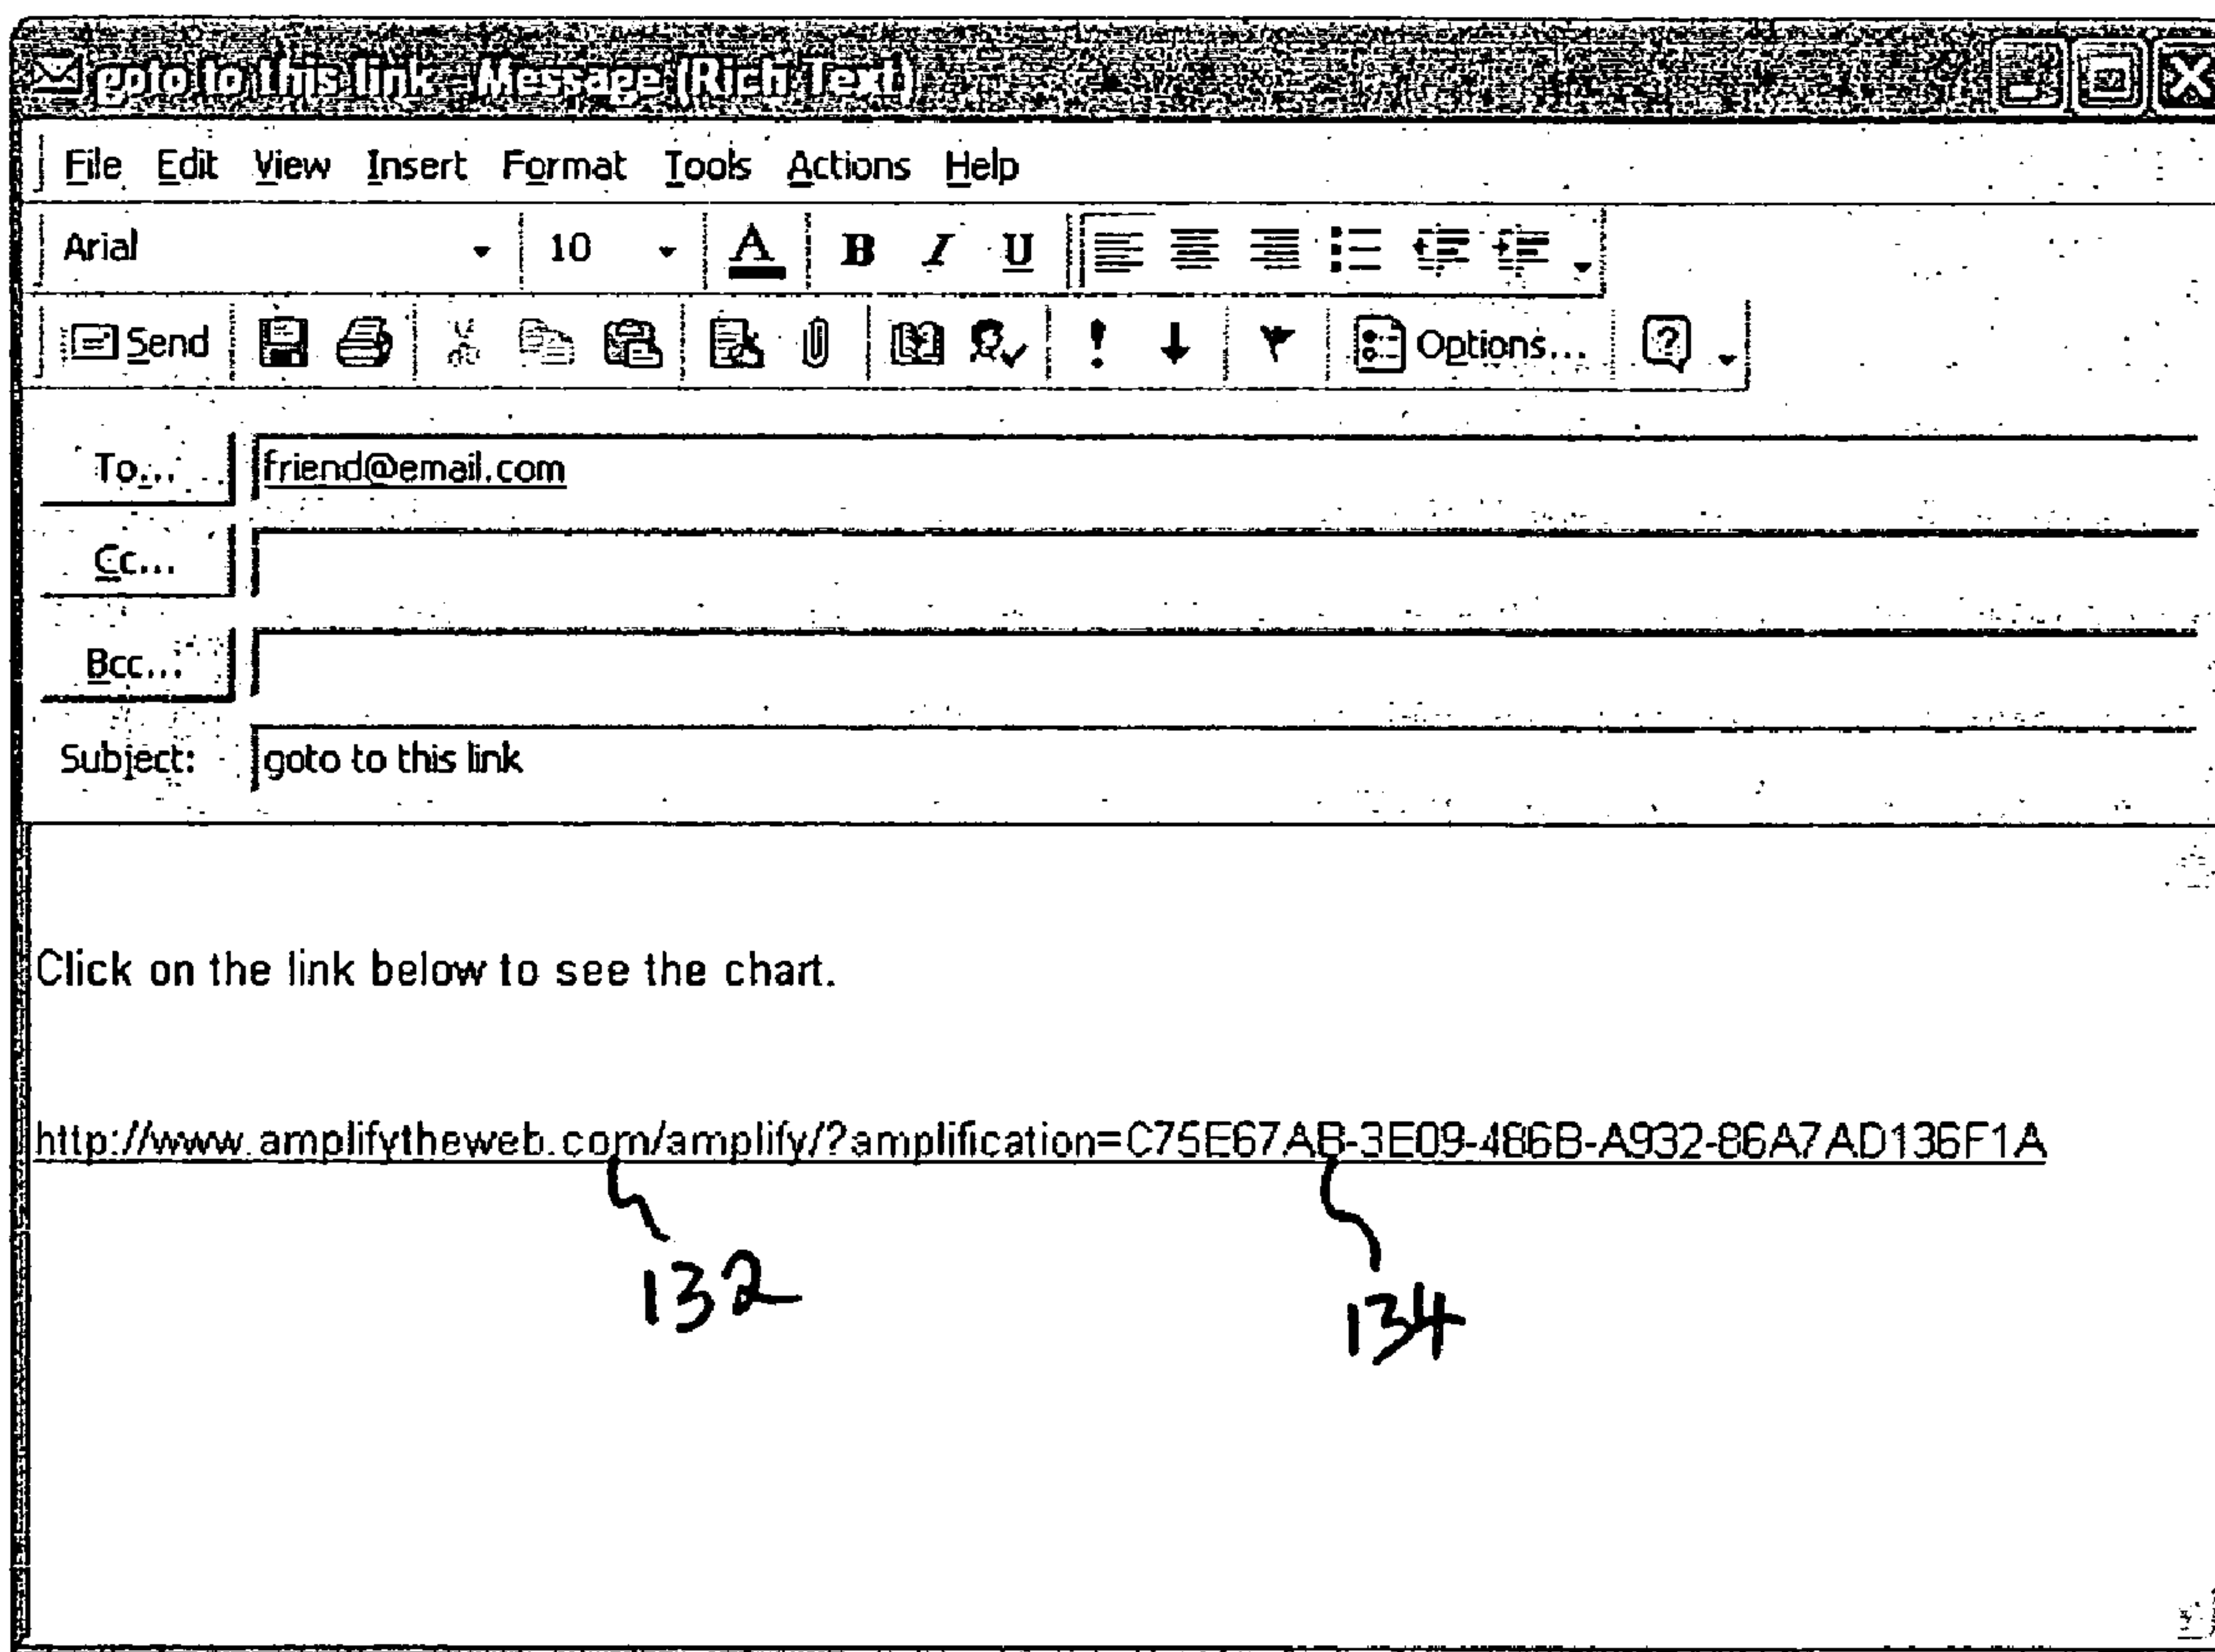 goto to this link - Message (Rich Text)
File Edit View Insert Format Tools Actions Help
Arial 10 A B I U
Send Options...
To... friend@email.com
Cc...
Bcc...
Subject: goto to this link
Click on the link below to see the chart.
http://www.amplifytheweb.com/amplify/?amplification=C75E67AB-3E09-486B-A932-86A7AD136F1A
132 134